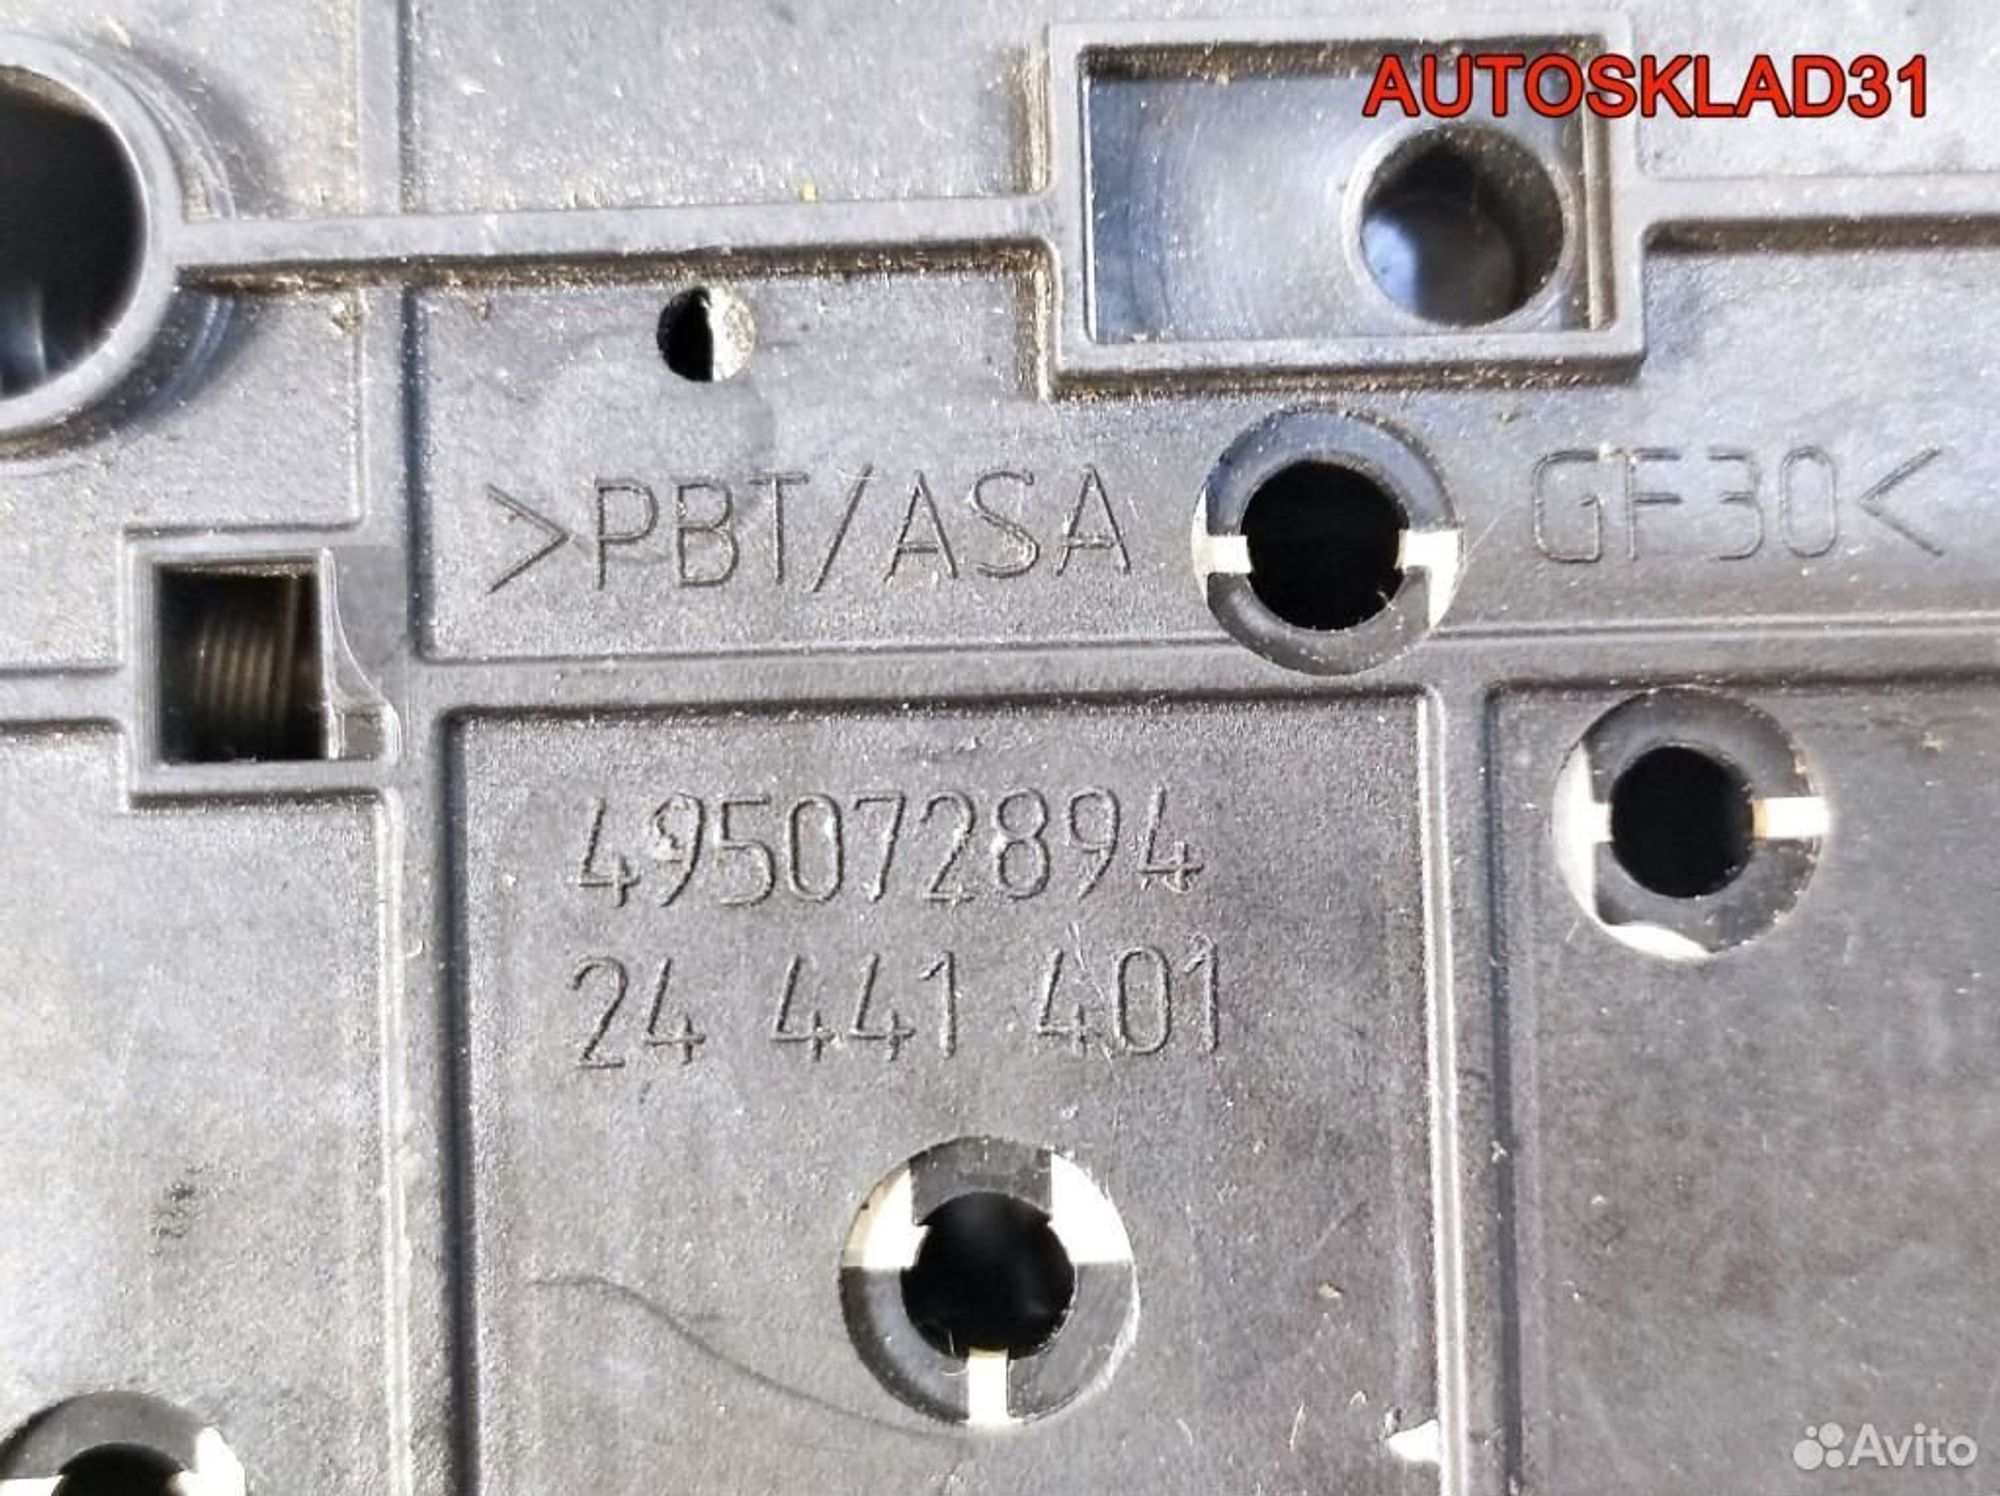 AUTOSKLAD31
>PBT/ASA GF30<
495072894
24 441 401
Avito